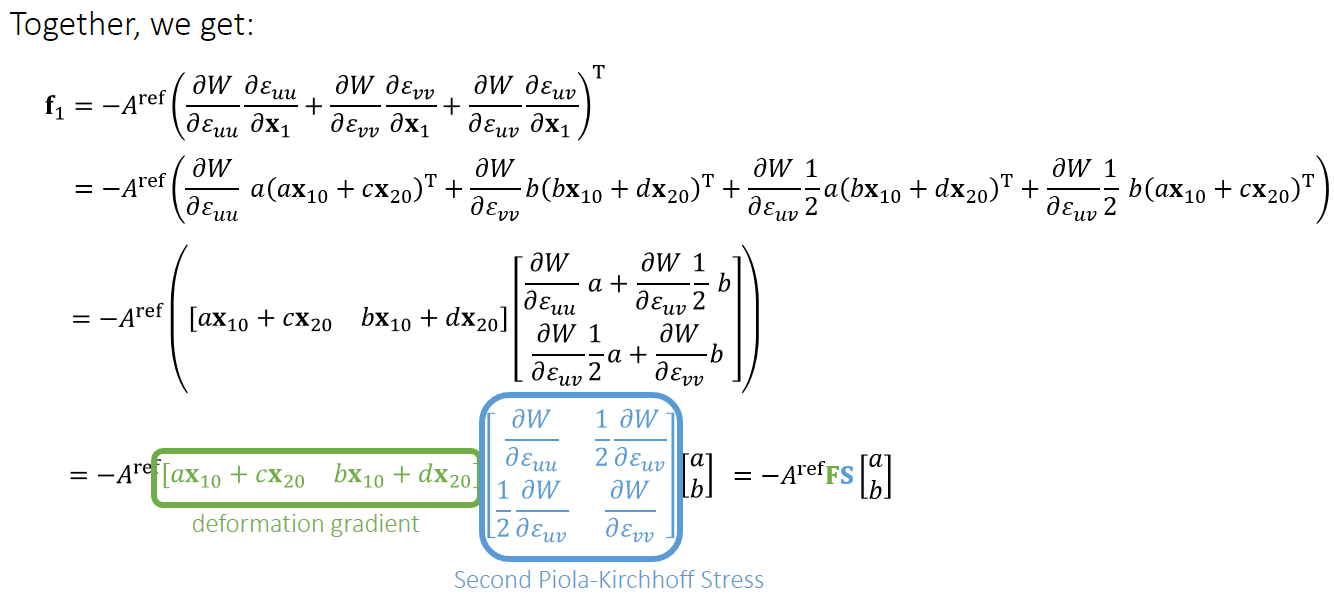 Together, we get:
$\mathbf{f}_1 = -A^{\text{ref}}\left(\frac{\partial W}{\partial \varepsilon_{uu}}\frac{\partial \varepsilon_{uu}}{\partial \mathbf{x}_1} + \frac{\partial W}{\partial \varepsilon_{vv}}\frac{\partial \varepsilon_{vv}}{\partial \mathbf{x}_1} + \frac{\partial W}{\partial \varepsilon_{uv}}\frac{\partial \varepsilon_{uv}}{\partial \mathbf{x}_1}\right)^{\text{T}}$
$= -A^{\text{ref}}\left(\frac{\partial W}{\partial \varepsilon_{uu}} a(a\mathbf{x}_{10} + c\mathbf{x}_{20})^{\text{T}} + \frac{\partial W}{\partial \varepsilon_{vv}} b(b\mathbf{x}_{10} + d\mathbf{x}_{20})^{\text{T}} + \frac{\partial W}{\partial \varepsilon_{uv}}\frac{1}{2} a(b\mathbf{x}_{10} + d\mathbf{x}_{20})^{\text{T}} + \frac{\partial W}{\partial \varepsilon_{uv}}\frac{1}{2} b(a\mathbf{x}_{10} + c\mathbf{x}_{20})^{\text{T}}\right)$
$= -A^{\text{ref}}\left([a\mathbf{x}_{10} + c\mathbf{x}_{20} \quad b\mathbf{x}_{10} + d\mathbf{x}_{20}]\begin{bmatrix}\frac{\partial W}{\partial \varepsilon_{uu}} a + \frac{\partial W}{\partial \varepsilon_{uv}}\frac{1}{2} b \\ \frac{\partial W}{\partial \varepsilon_{uv}}\frac{1}{2} a + \frac{\partial W}{\partial \varepsilon_{vv}} b\end{bmatrix}\right)$
$= -A^{\text{ref}}[a\mathbf{x}_{10} + c\mathbf{x}_{20} \quad b\mathbf{x}_{10} + d\mathbf{x}_{20}]\begin{bmatrix}\frac{\partial W}{\partial \varepsilon_{uu}} & \frac{1}{2}\frac{\partial W}{\partial \varepsilon_{uv}} \\ \frac{1}{2}\frac{\partial W}{\partial \varepsilon_{uv}} & \frac{\partial W}{\partial \varepsilon_{vv}}\end{bmatrix}\begin{bmatrix}a \\ b\end{bmatrix} = -A^{\text{ref}}\mathbf{FS}\begin{bmatrix}a \\ b\end{bmatrix}$
deformation gradient
Second Piola-Kirchhoff Stress